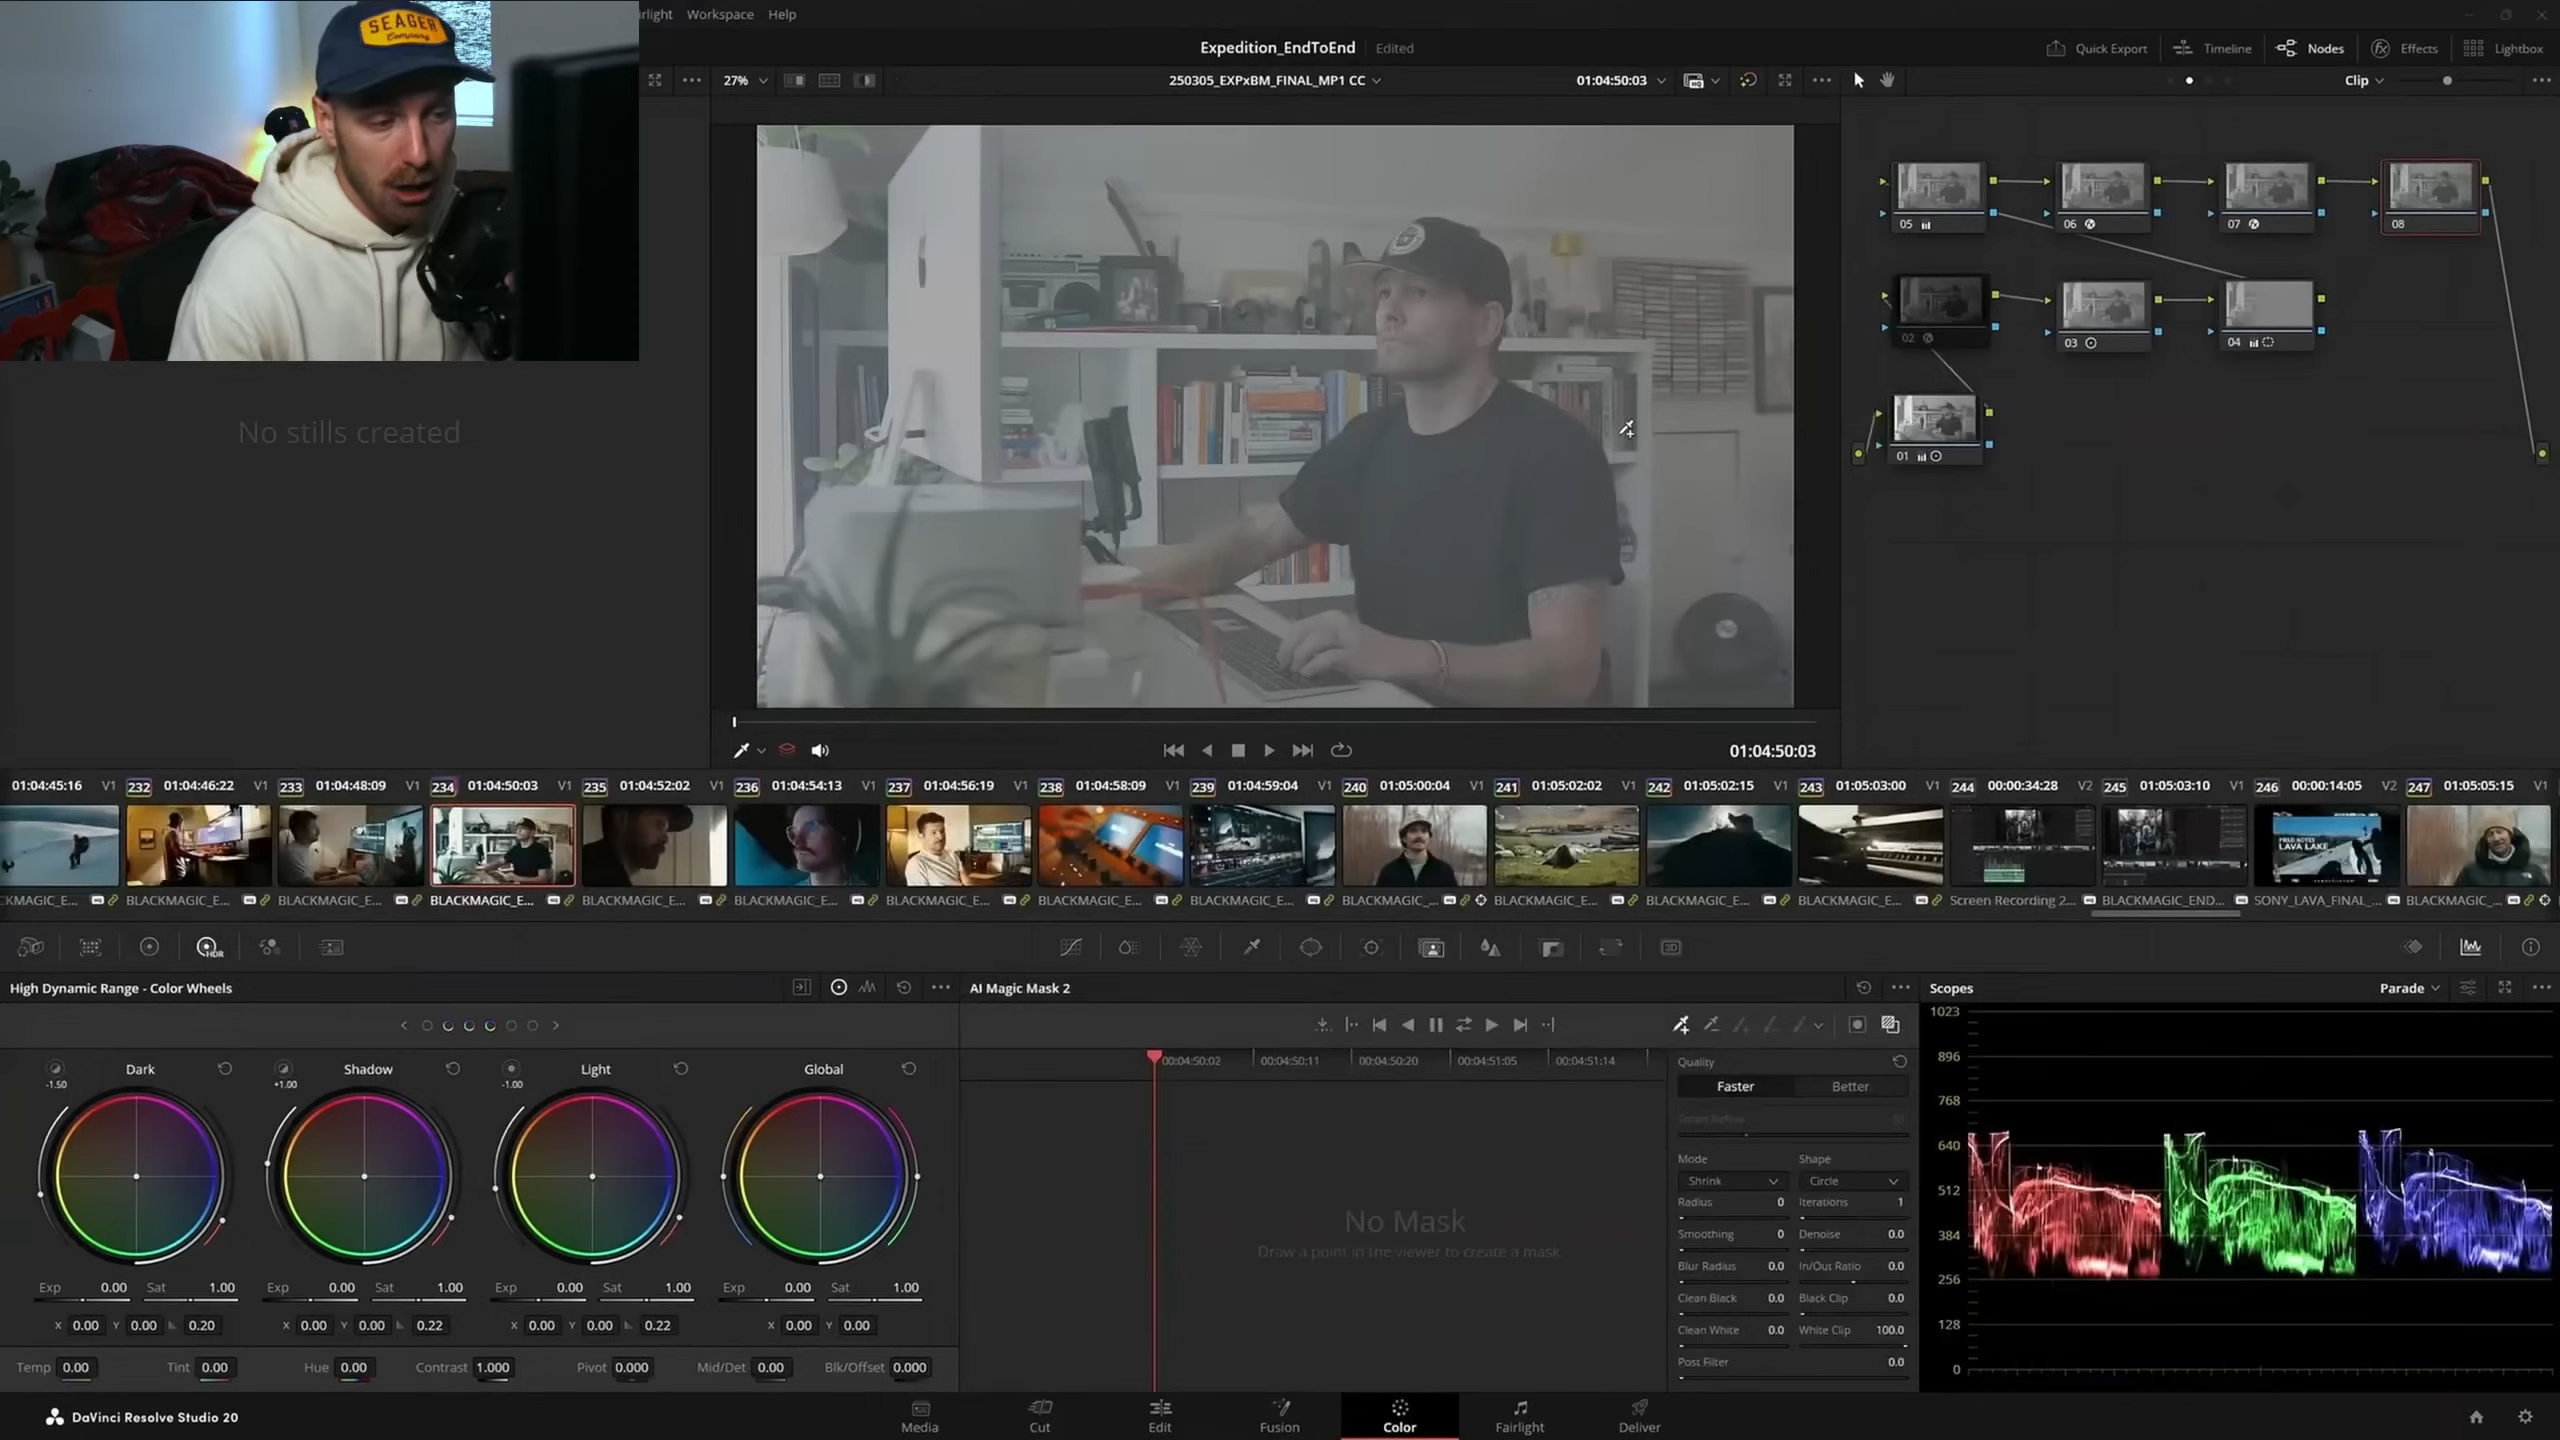 SEAGER
Company
Workspace Help
Expedition_EndToEnd Edited
Quick Export Timeline Nodes Effects Lightbox
27% 250305_EXPxBM_FINAL_MP1 CC 01:04:50:03 Clip
05 06 07 08
02 03 04
01
No stills created
01:04:50:03
01:04:45:16 V1 232 01:04:46:22 V1 233 01:04:48:09 V1 234 01:04:50:03 V1 235 01:04:52:02 V1 236 01:04:54:13 V1 237 01:04:56:19 V1 238 01:04:58:09 V1 239 01:04:59:04 V1 240 01:05:00:04 V1 241 01:05:02:02 V1 242 01:05:02:15 V1 243 01:05:03:00 V1 244 00:00:34:28 V2 245 01:05:03:10 V1 246 00:00:14:05 V2 247 01:05:05:15 V1
FIELD NOTES
LAVA LAKE
CKMAGIC_E... BLACKMAGIC_E... BLACKMAGIC_E... BLACKMAGIC_E... BLACKMAGIC_E... BLACKMAGIC_E... BLACKMAGIC_E... BLACKMAGIC_E... BLACKMAGIC_E... BLACKMAGIC_... BLACKMAGIC_E... BLACKMAGIC_E... BLACKMAGIC_E... Screen Recording 2... BLACKMAGIC_END... SONY_LAVA_FINAL_... BLACKMAGIC_...
HDR 3D
High Dynamic Range - Color Wheels AI Magic Mask 2 Scopes Parade
Dark Shadow Light Global
-1.50 +1.00 -1.00
00:04:50:02 00:04:50:11 00:04:50:20 00:04:51:05 00:04:51:14
No Mask
Draw a point in the viewer to create a mask.
Quality
Faster Better
Mode Shape
Shrink Circle
Radius 0 Iterations 1
Smoothing 0 Denoise 0.0
Blur Radius 0.0 In/Out Ratio 0.0
Clean Black 0.0 Black Clip 0.0
Clean White 0.0 White Clip 100.0
Post Filter 0.0
1023
896
768
640
512
384
256
128
0
Exp 0.00 Sat 1.00 Exp 0.00 Sat 1.00 Exp 0.00 Sat 1.00 Exp 0.00 Sat 1.00
X 0.00 Y 0.00 0.20 X 0.00 Y 0.00 0.22 X 0.00 Y 0.00 0.22 X 0.00 Y 0.00
Temp 0.00 Tint 0.00 Hue 0.00 Contrast 1.000 Pivot 0.000 Mid/Det 0.00 Blk/Offset 0.000
DaVinci Resolve Studio 20
Media Cut Edit Fusion Color Fairlight Deliver